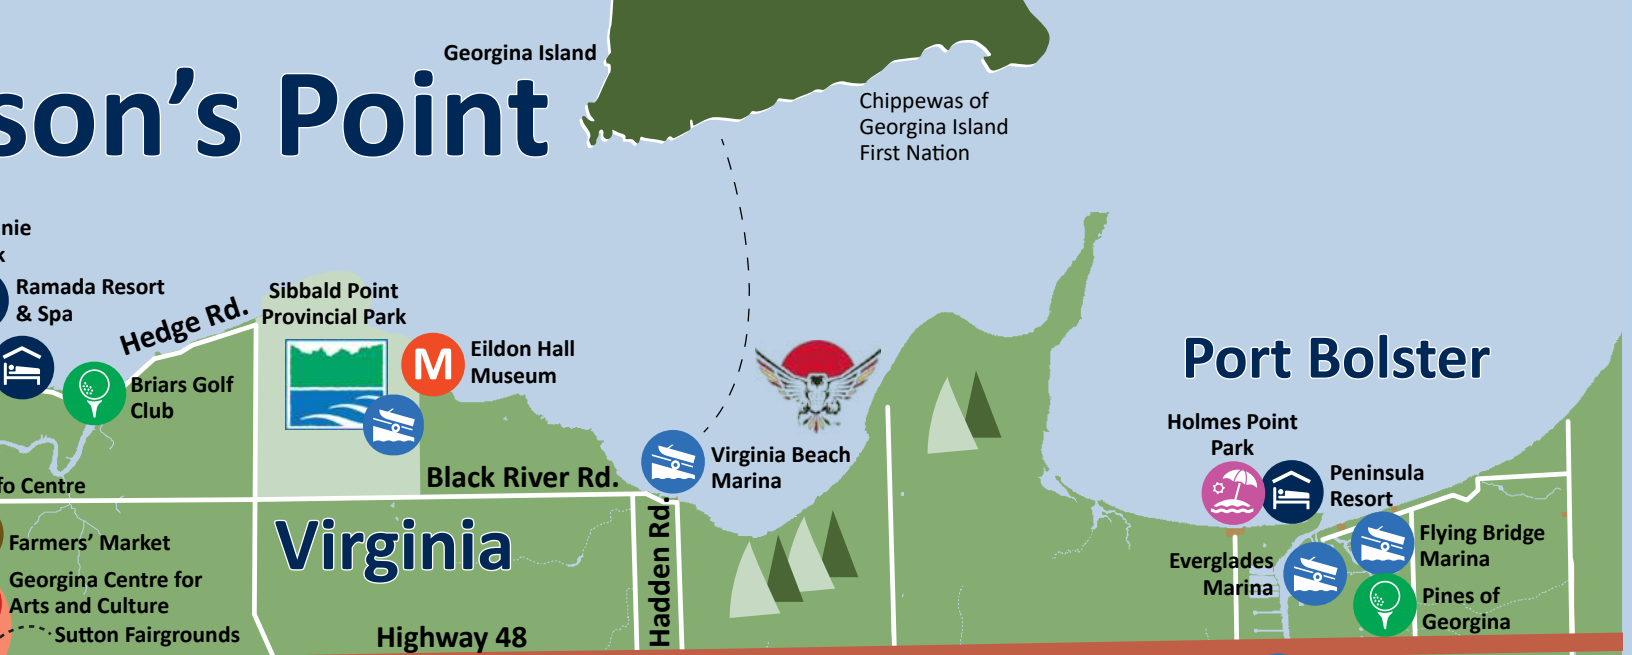 Georgina Island
son's Point
Chippewas of
Georgina Island
First Nation
nie
k
Ramada Resort
& Spa
Hedge Rd.
Sibbald Point
Provincial Park
M
Eildon Hall
Museum
Briars Golf
Club
Port Bolster
Holmes Point
Park
Peninsula
Resort
Virginia Beach
Marina
Black River Rd.
fo Centre
Virginia
Farmers' Market
Georgina Centre for
Arts and Culture
Sutton Fairgrounds
Hadden Rd.
Highway 48
Flying Bridge
Marina
Everglades
Marina
Pines of
Georgina